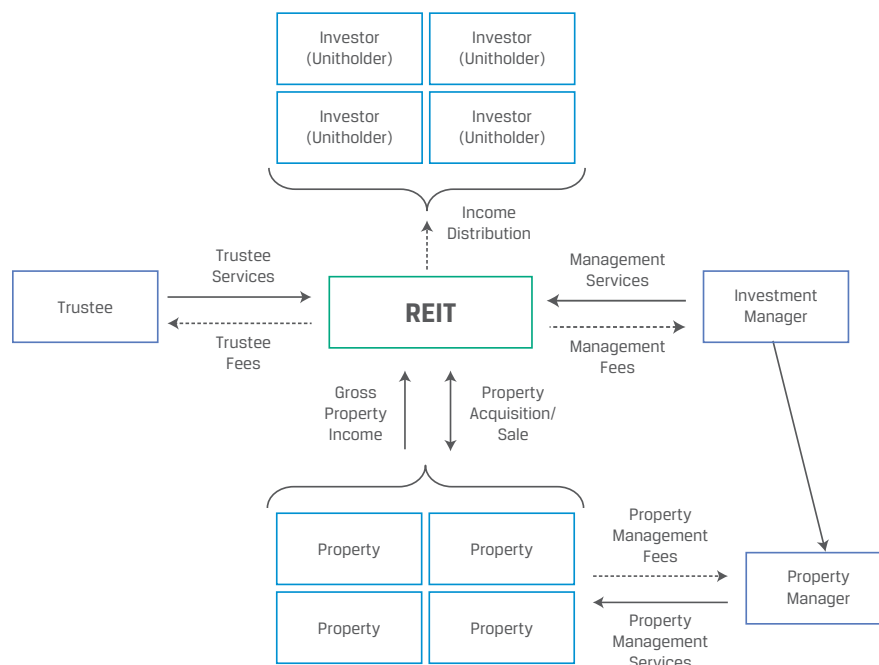 Investor
(Unitholder)
Investor
(Unitholder)
Investor
(Unitholder)
Investor
(Unitholder)
Income
Distribution
Trustee
Services
Management
Services
Trustee
REIT
Investment
Manager
Trustee
Fees
Management
Fees
Gross
Property
Income
Property
Acquisition/
Sale
Property
Property
Property
Management
Fees
Property
Manager
Property
Property
Property
Management
Services